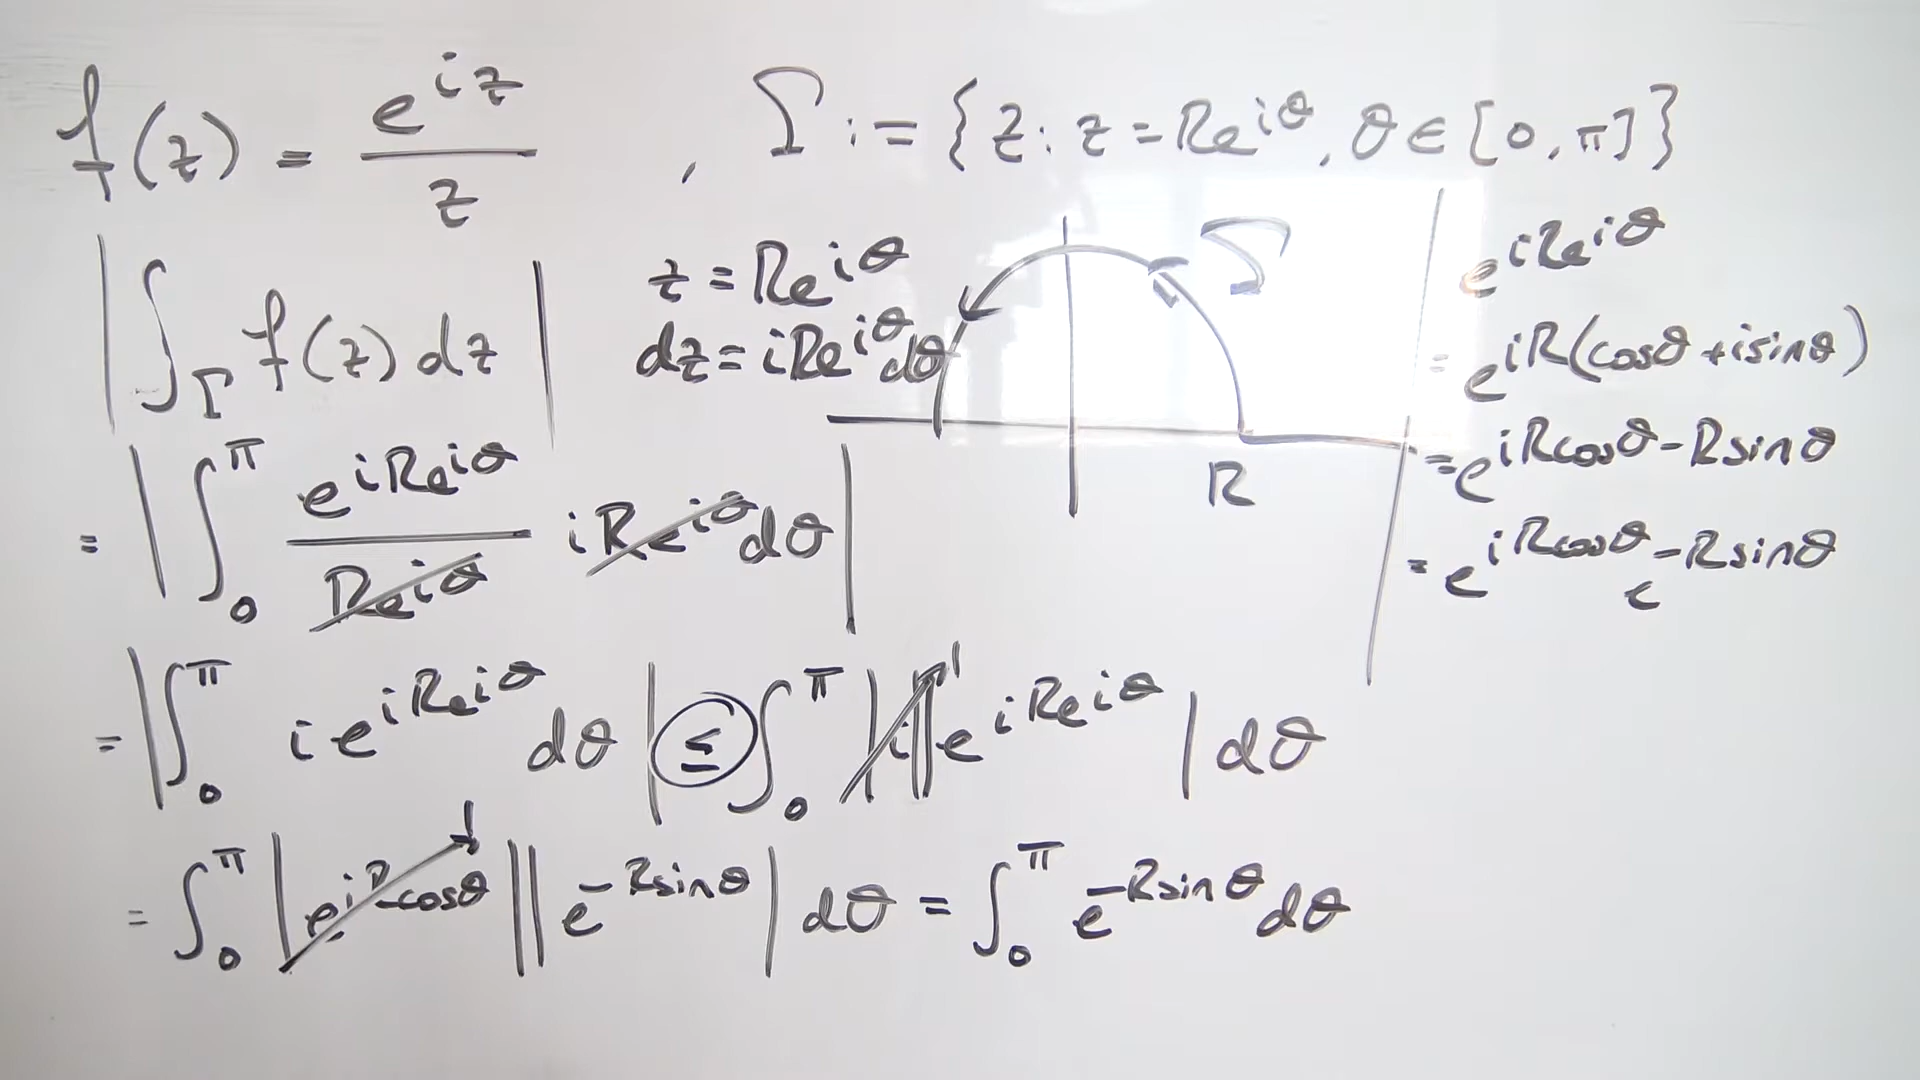 f(z) = e^{iz} / z , Γ := {z : z = Re^{iθ}, θ ∈ [0, π]}
| ∫_Γ f(z) dz |
z = Re^{iθ}
dz = iRe^{iθ} dθ
Γ
R
e^{iRe^{iθ}}
= e^{iR(cosθ + isinθ)}
= e^{iRcosθ - Rsinθ}
= e^{iRcosθ} e^{-Rsinθ}
= | ∫_0^π e^{iRe^{iθ}} / Re^{iθ} iRe^{iθ} dθ |
= | ∫_0^π i e^{iRe^{iθ}} dθ | ≤ ∫_0^π |i| 1 |e^{iRe^{iθ}}| dθ
= ∫_0^π |e^{iRcosθ}| 1 |e^{-Rsinθ}| dθ = ∫_0^π e^{-Rsinθ} dθ